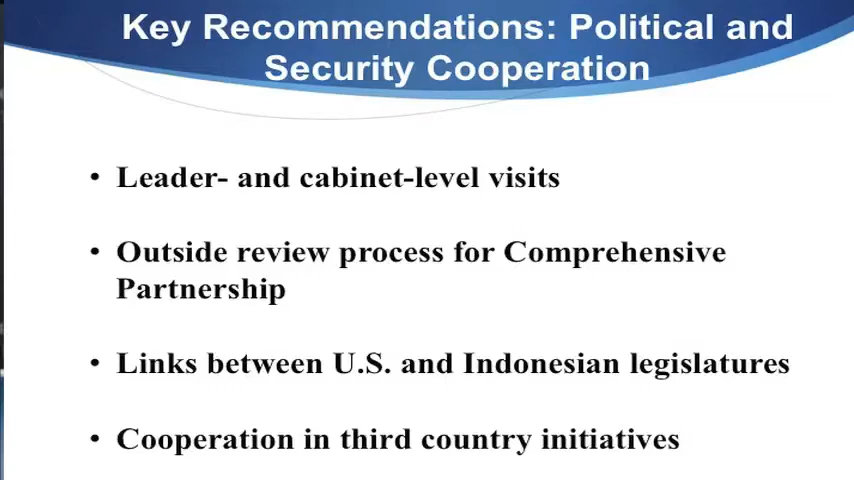 Key Recommendations: Political and
Security Cooperation
• Leader- and cabinet-level visits
• Outside review process for Comprehensive
Partnership
• Links between U.S. and Indonesian legislatures
• Cooperation in third country initiatives